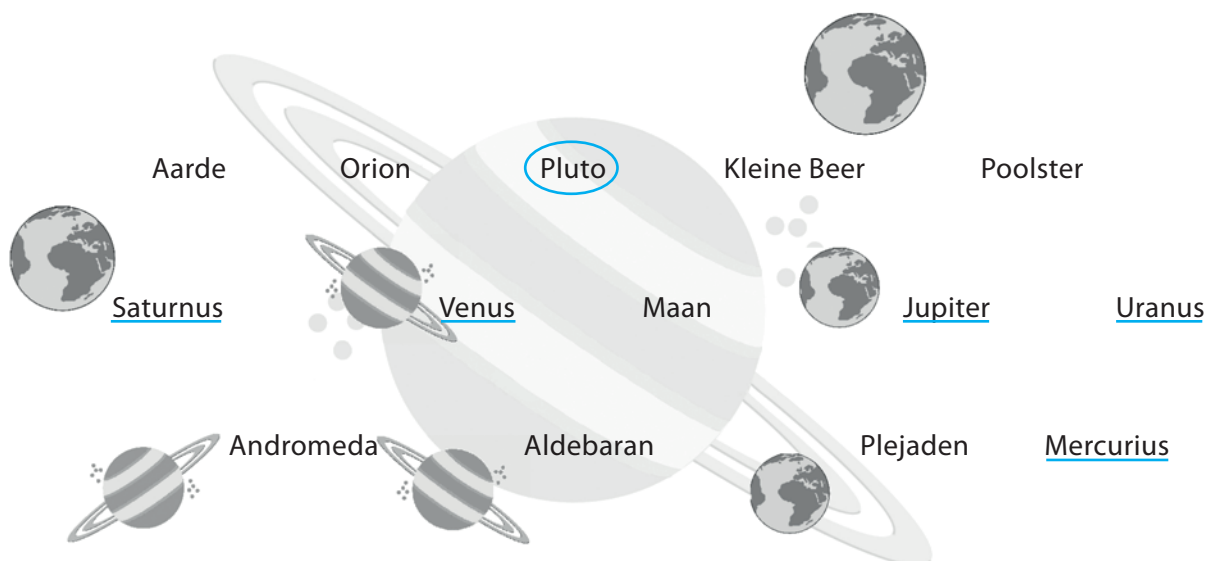 Aarde Orion Pluto Kleine Beer Poolster
Saturnus Venus Maan Jupiter Uranus
Andromeda Aldebaran Plejaden Mercurius